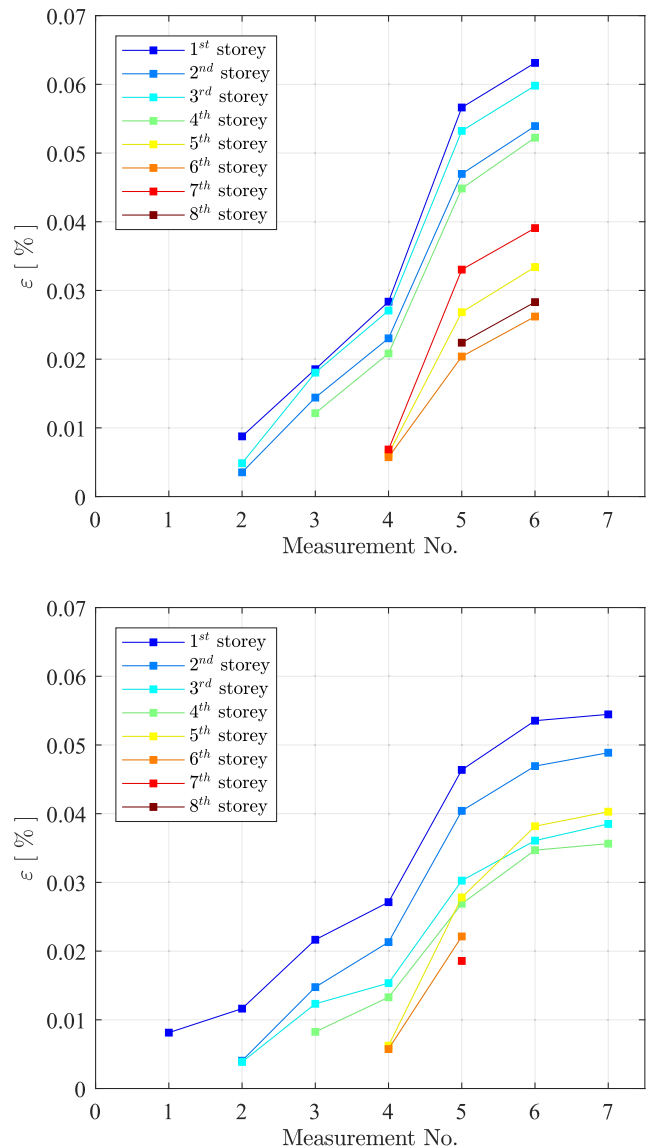 0.07
0.06
0.05
0.04
0.03
0.02
0.01
0
ε [ % ]
1st storey
2nd storey
3rd storey
4th storey
5th storey
6th storey
7th storey
8th storey
0 1 2 3 4 5 6 7
Measurement No.
0.07
0.06
0.05
0.04
0.03
0.02
0.01
0
ε [ % ]
1st storey
2nd storey
3rd storey
4th storey
5th storey
6th storey
7th storey
8th storey
0 1 2 3 4 5 6 7
Measurement No.